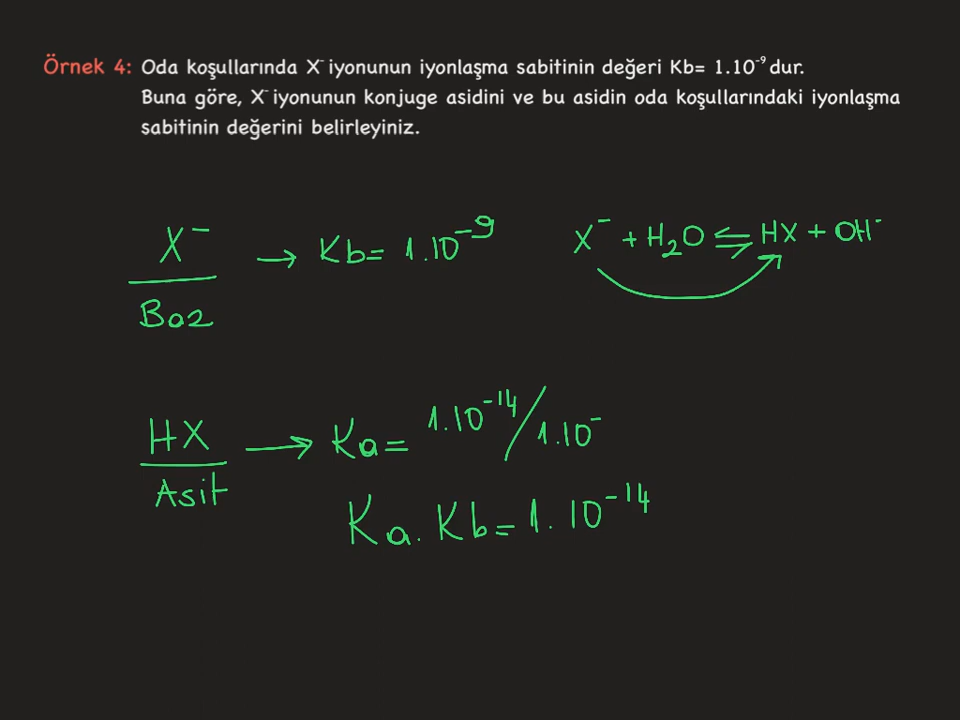 Örnek 4: Oda koşullarında X⁻ iyonunun iyonlaşma sabitinin değeri Kb= 1.10⁻⁹ dur.
Buna göre, X⁻ iyonunun konjuge asidini ve bu asidin oda koşullarındaki iyonlaşma
sabitinin değerini belirleyiniz.
X⁻ → Kb= 1.10⁻⁹ X⁻ + H₂O ⇌ HX + OH⁻
Baz
HX → Ka= 1.10⁻¹⁴/1.10⁻
Asit
Ka.Kb= 1.10⁻¹⁴